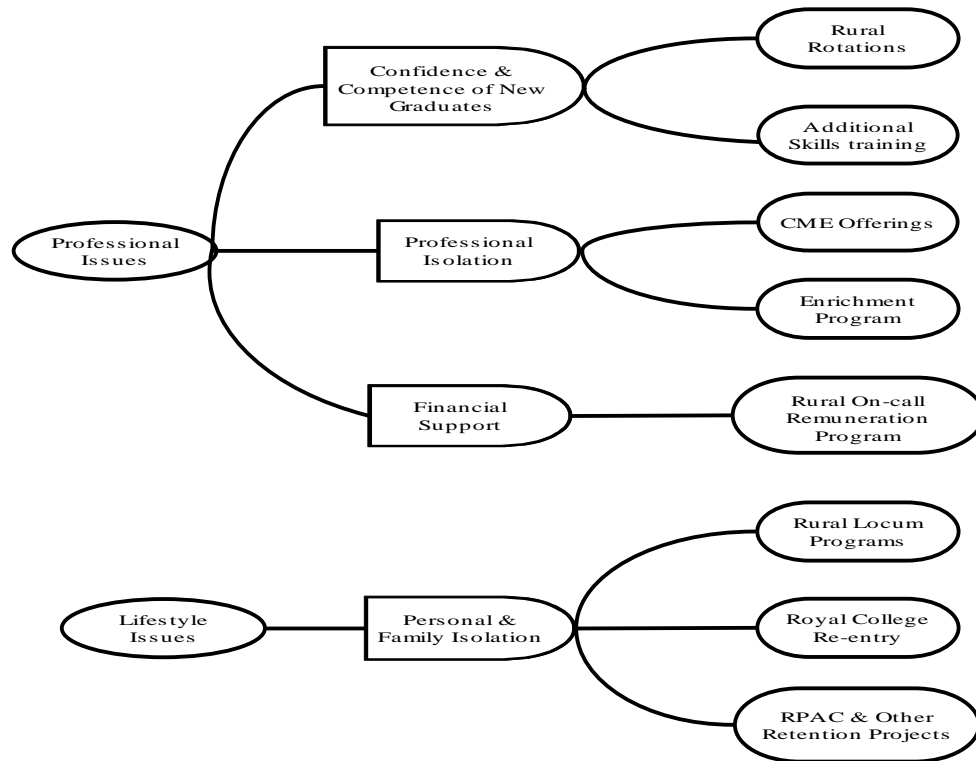 Rural
Rotations
Confidence &
Competence of New
Graduates
Additional
Skills training
Professional
Issues
Professional
Isolation
CME Offerings
Enrichment
Program
Financial
Support
Rural On-call
Remuneration
Program
Rural Locum
Programs
Lifestyle
Issues
Personal &
Family Isolation
Royal College
Re-entry
RPAC & Other
Retention Projects